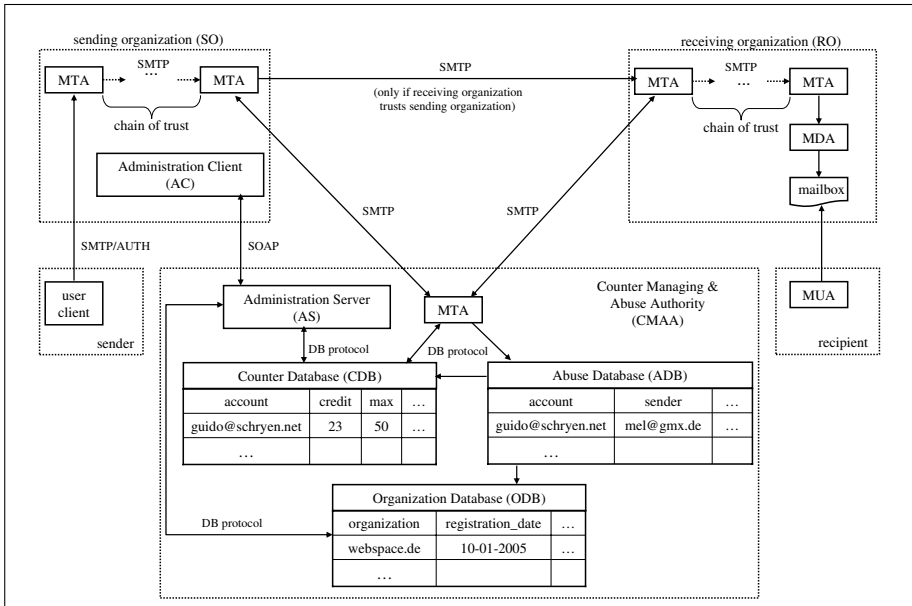 sending organization (SO)
receiving organization (RO)
SMTP
...
MTA
MTA
chain of trust
SMTP
(only if receiving organization
trusts sending organization)
SMTP
...
MTA
MTA
chain of trust
MDA
mailbox
Administration Client
(AC)
SMTP/AUTH
SOAP
SMTP
SMTP
user
client
sender
MUA
recipient
Counter Managing &
Abuse Authority
(CMAA)
Administration Server
(AS)
MTA
DB protocol
DB protocol
Counter Database (CDB)
account credit max …
guido@schryen.net 23 50 …
…
Abuse Database (ADB)
account sender …
guido@schryen.net mel@gmx.de …
…
DB protocol
Organization Database (ODB)
organization registration_date …
webspace.de 10-01-2005 …
…